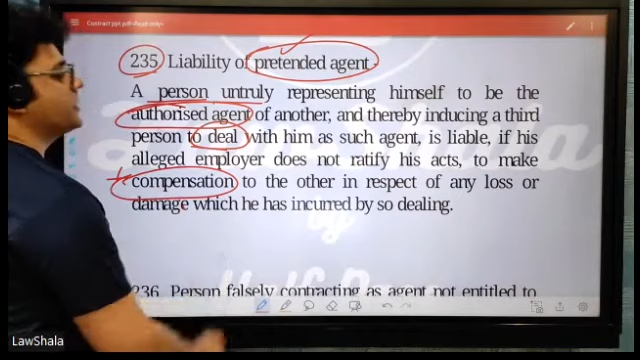 Contract ppt.pdf-Read-only-
235 Liability of pretended agent.
A person untruly representing himself to be the
authorised agent of another, and thereby inducing a third
person to deal with him as such agent, is liable, if his
alleged employer does not ratify his acts, to make
compensation to the other in respect of any loss or
damage which he has incurred by so dealing.
by
236. Person falsely contracting as agent not entitled to
LawShala